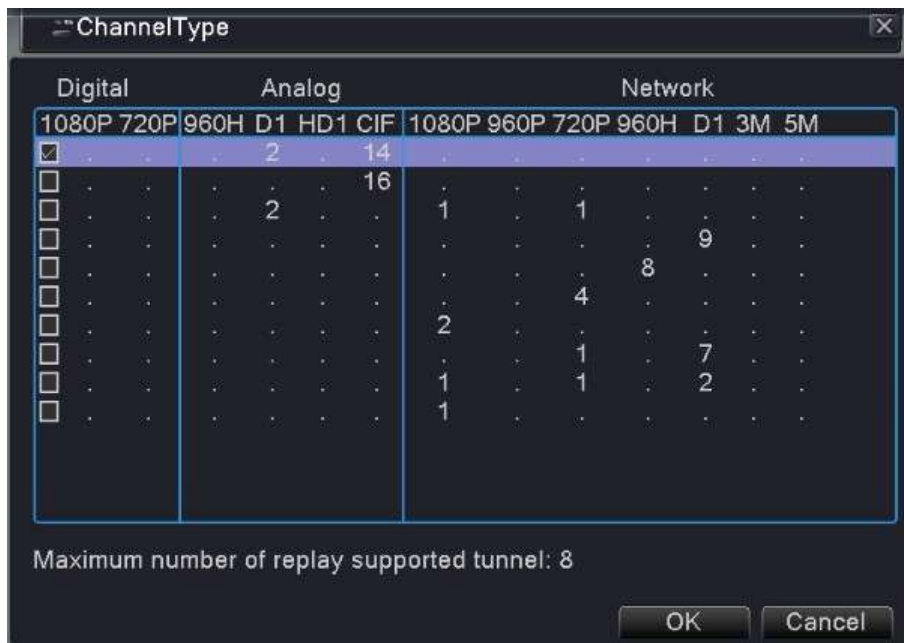 ChannelType
Digital Analog Network
1080P 720P 960H D1 HD1 CIF 1080P 960P 720P 960H D1 3M 5M
. . . 2 . 14 . . . . . . .
. . . . . 16 . . . . . . .
. . . 2 . . 1 . 1 . . . .
. . . . . . . . . . 9 . .
. . . . . . . . . 8 . . .
. . . . . . . . 4 . . . .
. . . . . . 2 . . . . . .
. . . . . . . . 1 . 7 . .
. . . . . . 1 . 1 . 2 . .
. . . . . . 1 . . . . . .
Maximum number of replay supported tunnel: 8
OK Cancel